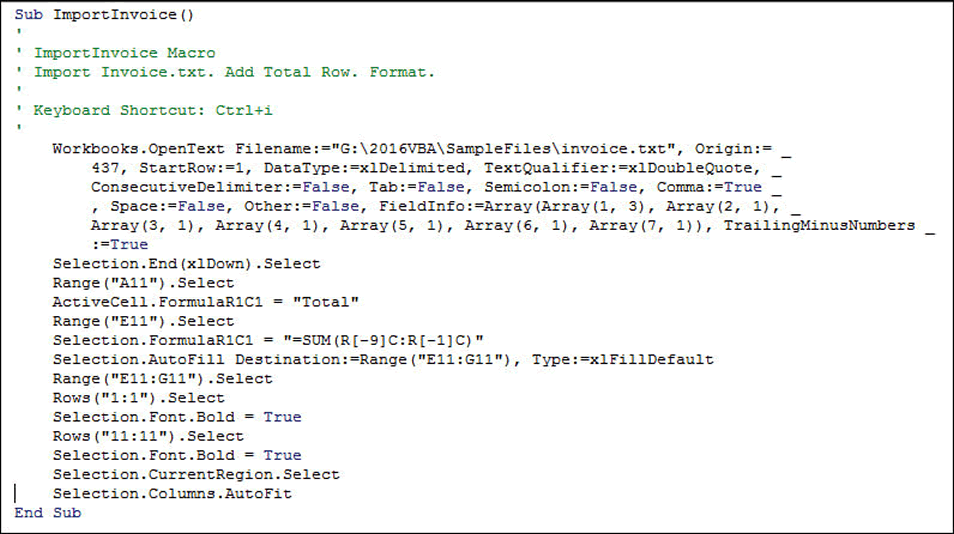 Sub ImportInvoice()
'
' ImportInvoice Macro
' Import Invoice.txt. Add Total Row. Format.
'
' Keyboard Shortcut: Ctrl+i
'
    Workbooks.OpenText Filename:="G:\2016VBA\SampleFiles\invoice.txt", Origin:= _
        437, StartRow:=1, DataType:=xlDelimited, TextQualifier:=xlDoubleQuote, _
        ConsecutiveDelimiter:=False, Tab:=False, Semicolon:=False, Comma:=True _
        , Space:=False, Other:=False, FieldInfo:=Array(Array(1, 3), Array(2, 1), _
        Array(3, 1), Array(4, 1), Array(5, 1), Array(6, 1), Array(7, 1)), TrailingMinusNumbers _
        :=True
    Selection.End(xlDown).Select
    Range("A11").Select
    ActiveCell.FormulaR1C1 = "Total"
    Range("E11").Select
    Selection.FormulaR1C1 = "=SUM(R[-9]C:R[-1]C)"
    Selection.AutoFill Destination:=Range("E11:G11"), Type:=xlFillDefault
    Range("E11:G11").Select
    Rows("1:1").Select
    Selection.Font.Bold = True
    Rows("11:11").Select
    Selection.Font.Bold = True
    Selection.CurrentRegion.Select
    Selection.Columns.AutoFit
End Sub